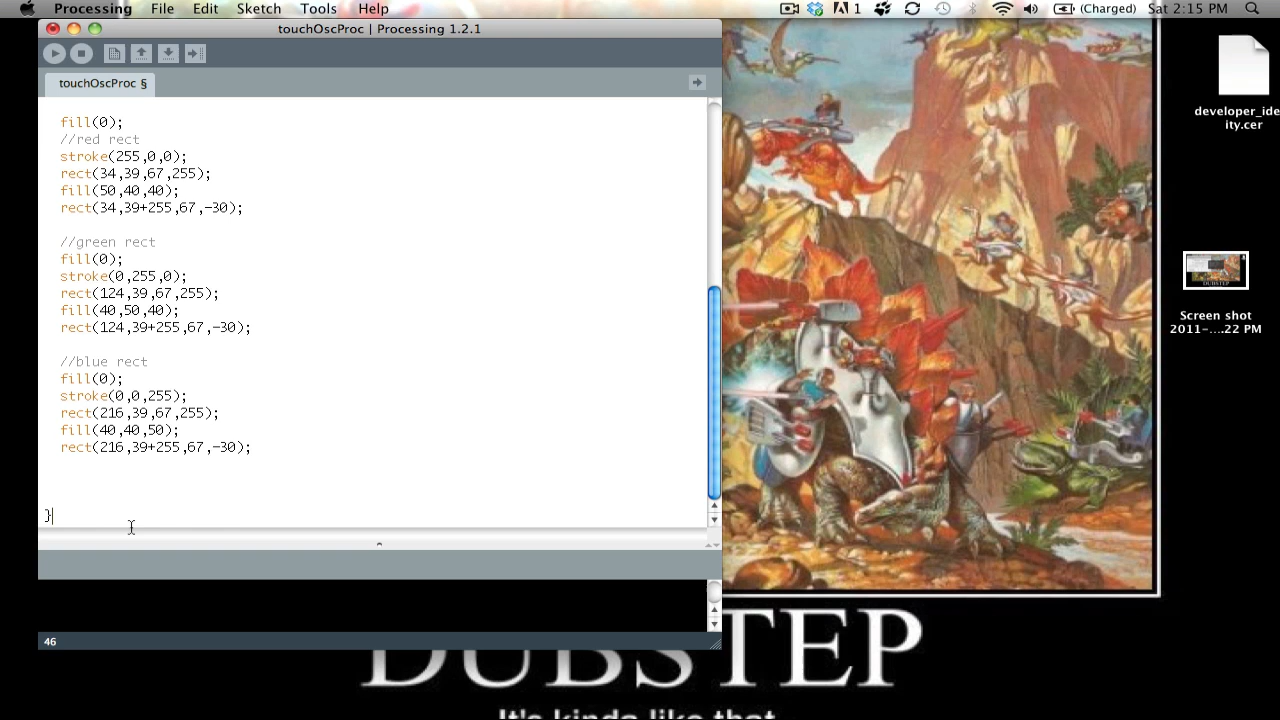 Processing File Edit Sketch Tools Help 1 (Charged) Sat 2:15 PM
touchOscProc | Processing 1.2.1
touchOscProc §
fill(0);
//red rect
stroke(255,0,0);
rect(34,39,67,255);
fill(50,40,40);
rect(34,39+255,67,-30);
//green rect
fill(0);
stroke(0,255,0);
rect(124,39,67,255);
fill(40,50,40);
rect(124,39+255,67,-30);
//blue rect
fill(0);
stroke(0,0,255);
rect(216,39,67,255);
fill(40,40,50);
rect(216,39+255,67,-30);
}
46
developer_ide
ity.cer
Screen shot
2011-....22 PM
DUBSTEP
It's kinda like that